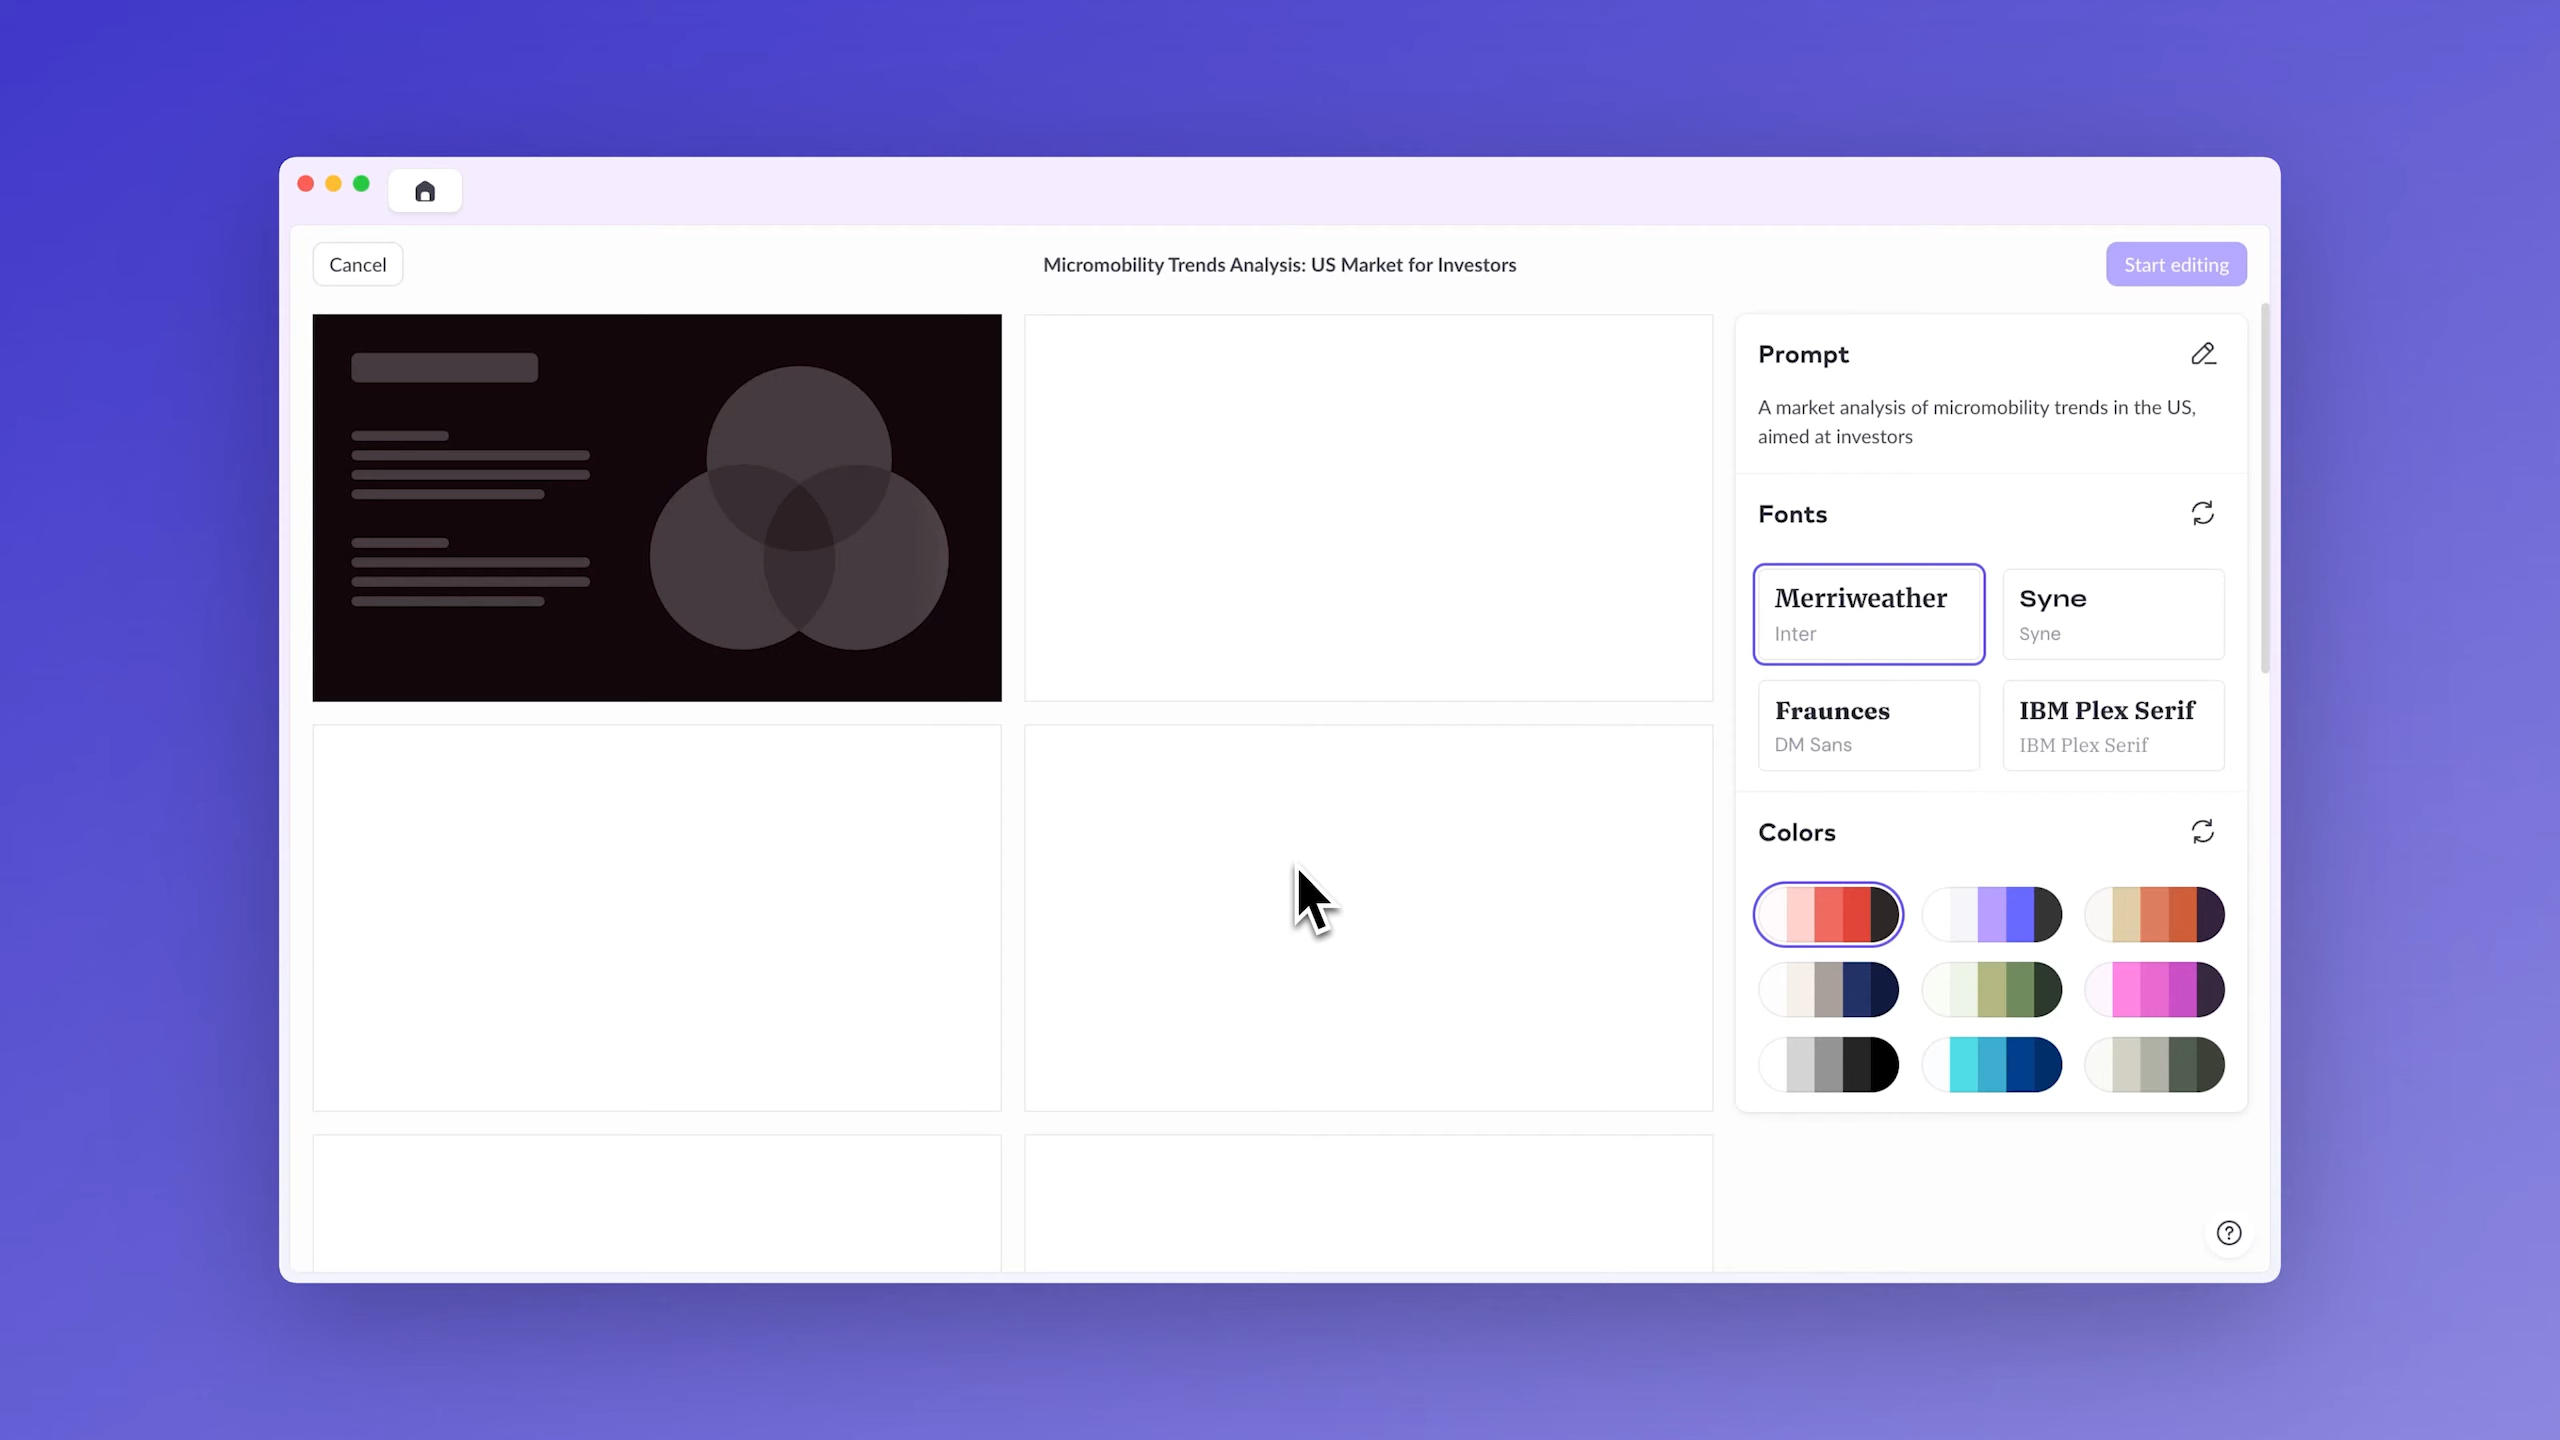 Cancel
Micromobility Trends Analysis: US Market for Investors
Start editing
Prompt
A market analysis of micromobility trends in the US,
aimed at investors
Fonts
Merriweather
Inter
Syne
Syne
Fraunces
DM Sans
IBM Plex Serif
IBM Plex Serif
Colors
?